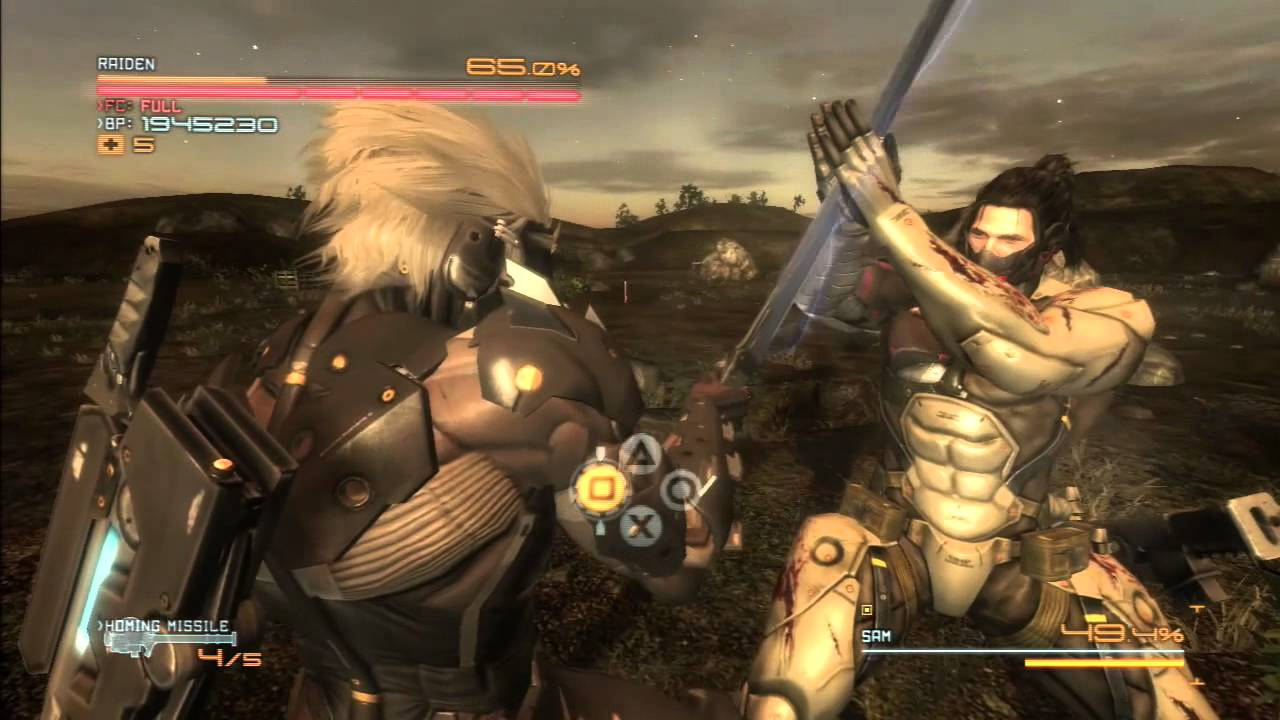 RAIDEN
65.0%
›FC: FULL
›BP: 1945230
5
›HOMING MISSILE
4/5
SAM
49.4%